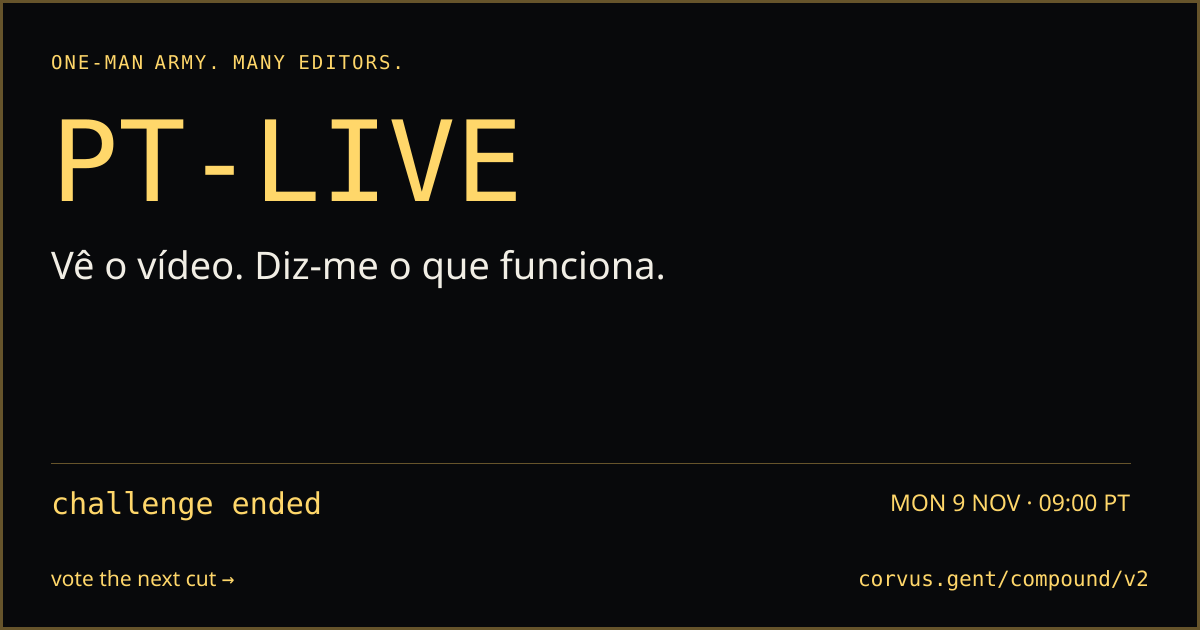 ONE-MAN ARMY. MANY EDITORS.
PT-LIVE
Vê o vídeo. Diz-me o que funciona.
challenge ended
MON 9 NOV · 09:00 PT
vote the next cut →
corvus.gent/compound/v2